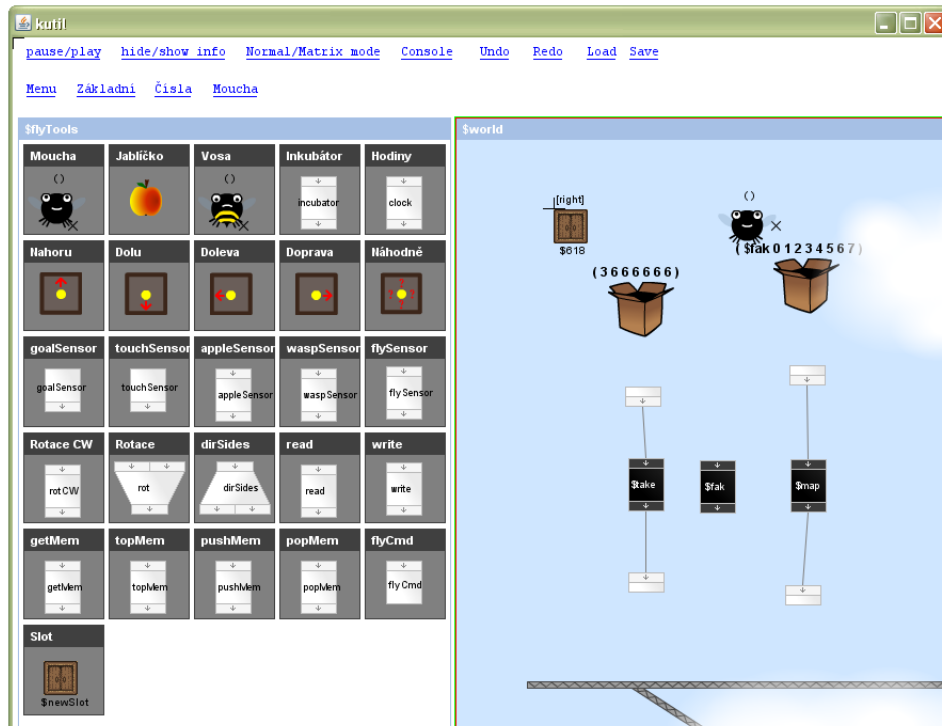 kutil
pause/play hide/show info Normal/Matrix mode Console Undo Redo Load Save
Menu Základní Čísla Moucha
$flyTools
Moucha Jablíčko Vosa Inkubátor Hodiny
() ()
incubator clock
Nahoru Dolu Doleva Doprava Náhodně
? ? ? ?
goalSensor touchSensor appleSensor waspSensor flySensor
goalSensor touchSensor appleSensor waspSensor flySensor
Rotace CW Rotace dirSides read write
rotCW rot dirSides read write
getMem topMem pushMem popMem flyCmd
getMem topMem pushMem popMem flyCmd
Slot
$newSlot
$world
[right] ()
$618 ( $fak 0 1 2 3 4 5 6 7 )
( 3 6 6 6 6 6 6 )
$take $fak $map